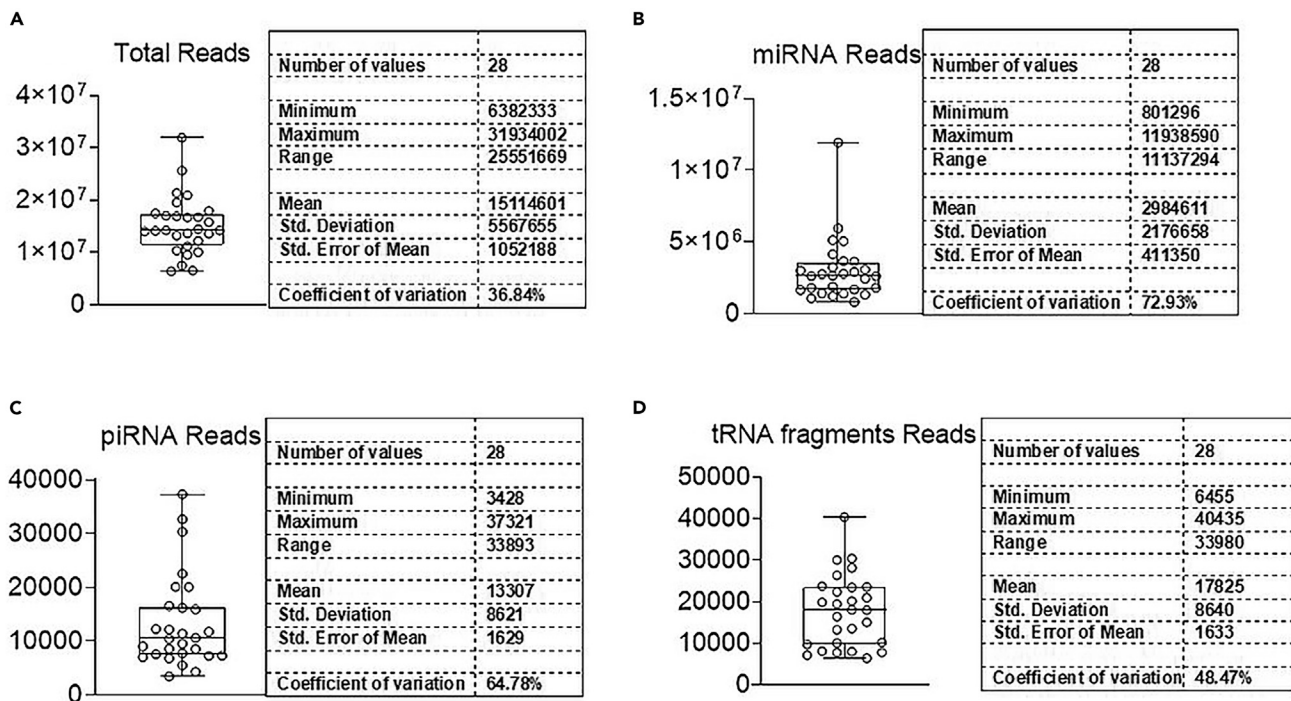 A
Total Reads
4×10⁷
3×10⁷
2×10⁷
1×10⁷
0
Number of values 28
Minimum 6382333
Maximum 31934002
Range 25551669
Mean 15114601
Std. Deviation 5567655
Std. Error of Mean 1052188
Coefficient of variation 36.84%
B
miRNA Reads
1.5×10⁷
1×10⁷
5×10⁶
0
Number of values 28
Minimum 801296
Maximum 11938590
Range 11137294
Mean 2984611
Std. Deviation 2176658
Std. Error of Mean 411350
Coefficient of variation 72.93%
C
piRNA Reads
40000
30000
20000
10000
0
Number of values 28
Minimum 3428
Maximum 37321
Range 33893
Mean 13307
Std. Deviation 8621
Std. Error of Mean 1629
Coefficient of variation 64.78%
D
tRNA fragments Reads
50000
40000
30000
20000
10000
0
Number of values 28
Minimum 6455
Maximum 40435
Range 33980
Mean 17825
Std. Deviation 8640
Std. Error of Mean 1633
Coefficient of variation 48.47%